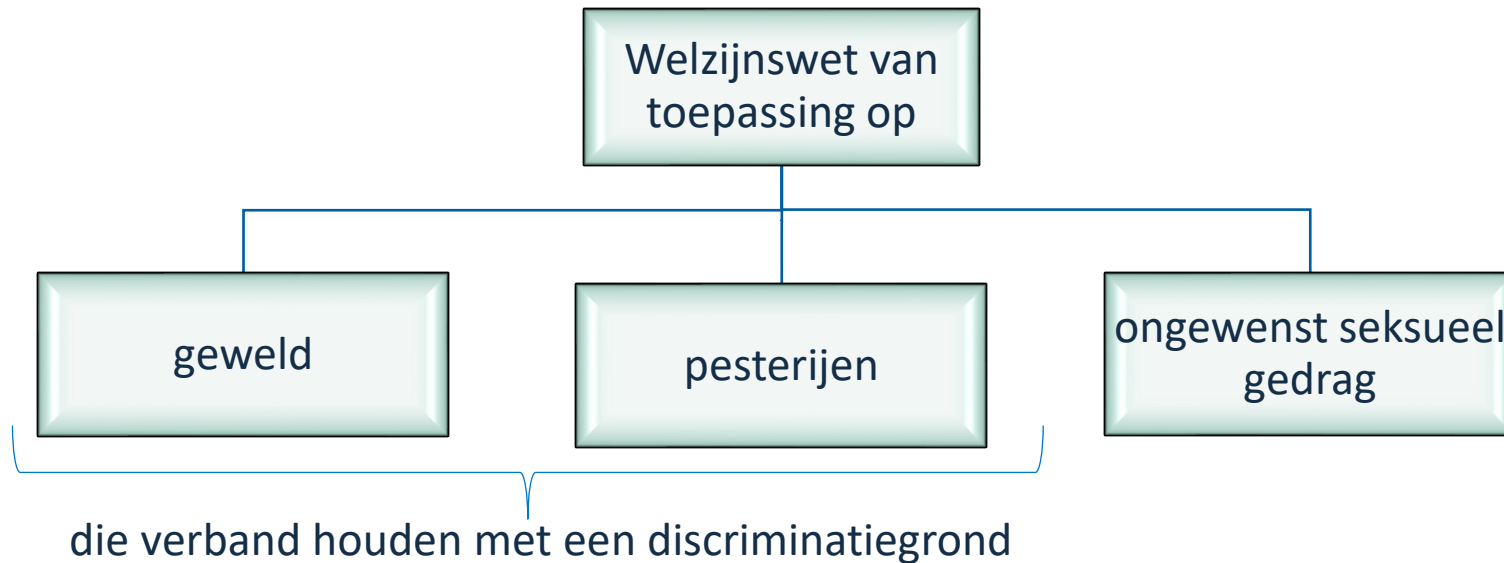 Welzijnswet van
toepassing op
geweld
pesterijen
ongewenst seksueel
gedrag
die verband houden met een discriminatiegrond